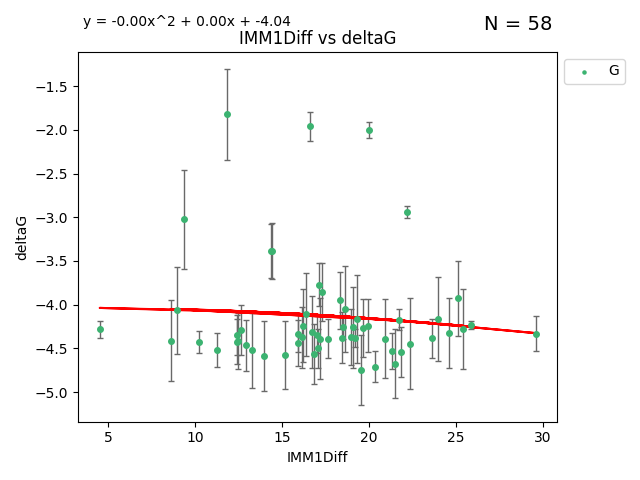 y = -0.00x^2 + 0.00x + -4.04
N = 58
IMM1Diff vs deltaG
G
−1.5
−2.0
−2.5
−3.0
−3.5
−4.0
−4.5
−5.0
deltaG
5 10 15 20 25 30
IMM1Diff